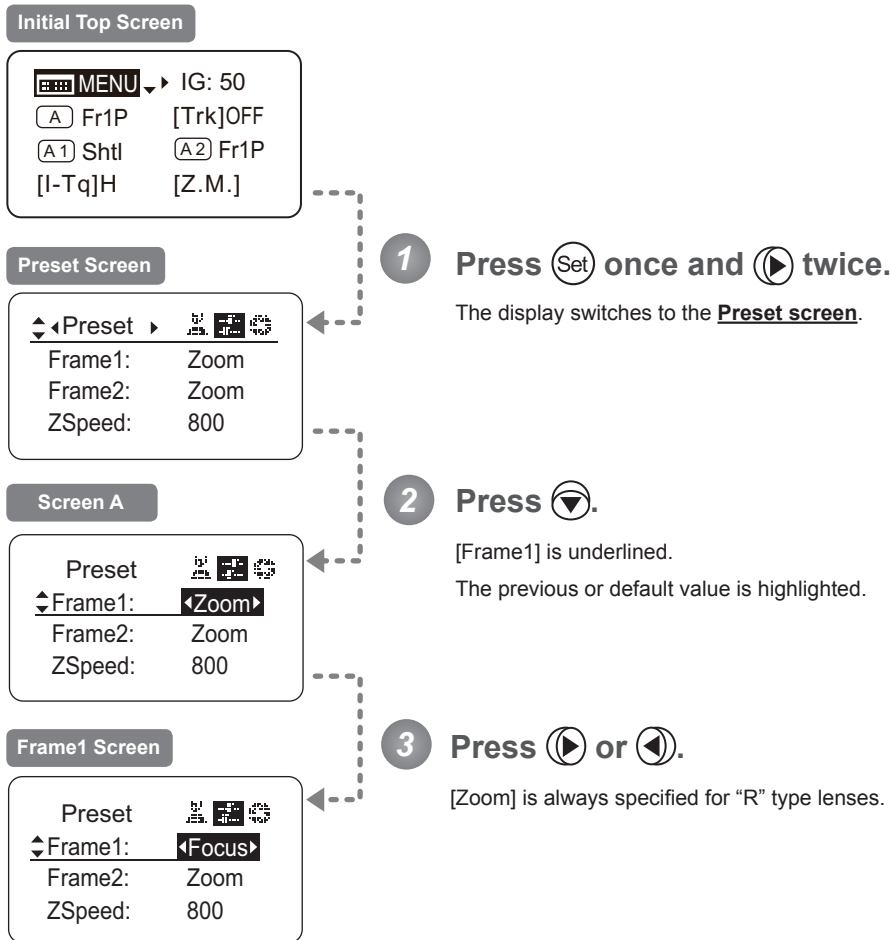 Initial Top Screen
MENU IG: 50
A Fr1P [Trk]OFF
A1 Shtl A2 Fr1P
[I-Tq]H [Z.M.]
1 Press Set once and twice.
The display switches to the Preset screen.
Preset Screen
Preset
Frame1: Zoom
Frame2: Zoom
ZSpeed: 800
2 Press .
[Frame1] is underlined.
The previous or default value is highlighted.
Screen A
Preset
Frame1: Zoom
Frame2: Zoom
ZSpeed: 800
3 Press or .
[Zoom] is always specified for “R” type lenses.
Frame1 Screen
Preset
Frame1: Focus
Frame2: Zoom
ZSpeed: 800